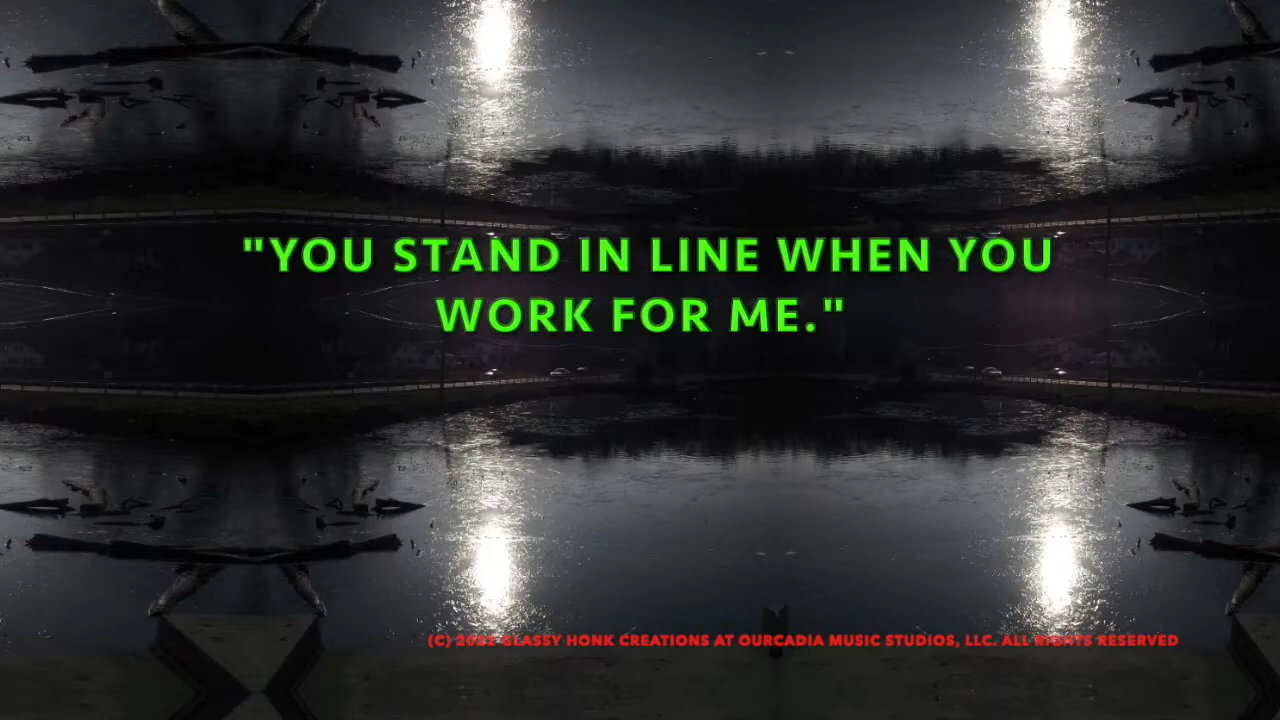 "YOU STAND IN LINE WHEN YOU
WORK FOR ME."
(C) 2022 GLASSY HONK CREATIONS AT OURCADIA MUSIC STUDIOS, LLC. ALL RIGHTS RESERVED